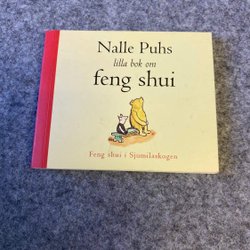 Nalle Puhs
lilla bok om
feng shui
Feng shui i Sjumilaskogen